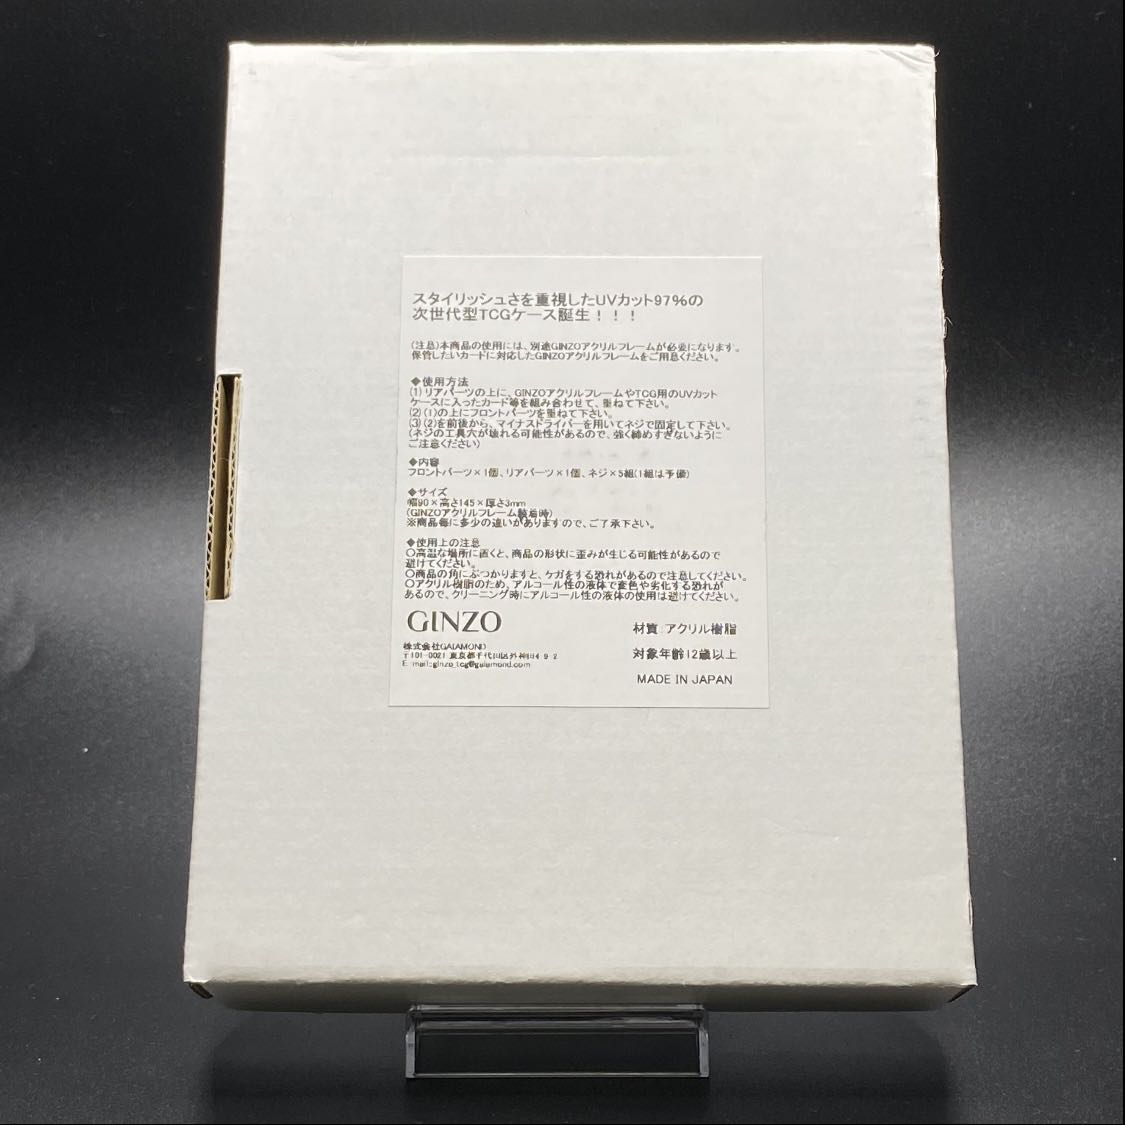 スタイリッシュさを重視したUVカット97%の
次世代型TCGケース誕生！！！
(注意)本商品の使用には、別途GINZOアクリルフレームが必要になります。
保管したいカードに対応したGINZOアクリルフレームをご用意ください。
◆使用方法
(1)リアパーツの上に、GINZOアクリルフレームやTCG用のUVカット
ケースに入ったカード等を組み合わせて、重ねて下さい。
(2)(1)の上にフロントパーツを重ねて下さい。
(3)(2)を前後から、マイナスドライバーを用いてネジで固定して下さい。
(ネジの工具穴が壊れる可能性があるので、強く締めすぎないように
ご注意ください)
◆内容
フロントパーツ×1個、リアパーツ×1個、ネジ×5組(1組は予備)
◆サイズ
幅90×高さ145×厚さ3mm
(GINZOアクリルフレーム装着時)
※商品毎に多少の違いがありますので、ご了承下さい。
◆使用上の注意
○高温な場所に置くと、商品の形状に歪みが生じる可能性があるので
避けてください。
○商品の角にぶつかりますと、ケガをする恐れがあるので注意してください。
○アクリル樹脂のため、アルコール性の液体で変色や劣化する恐れが
あるので、クリーニング時にアルコール性の液体の使用は避けてください。
GINZO
株式会社GAIAMOND
〒101-0021 東京都千代田区外神田4-9-2
E-mail:ginzo_tcg@gaiamond.com
材質:アクリル樹脂
対象年齢12歳以上
MADE IN JAPAN